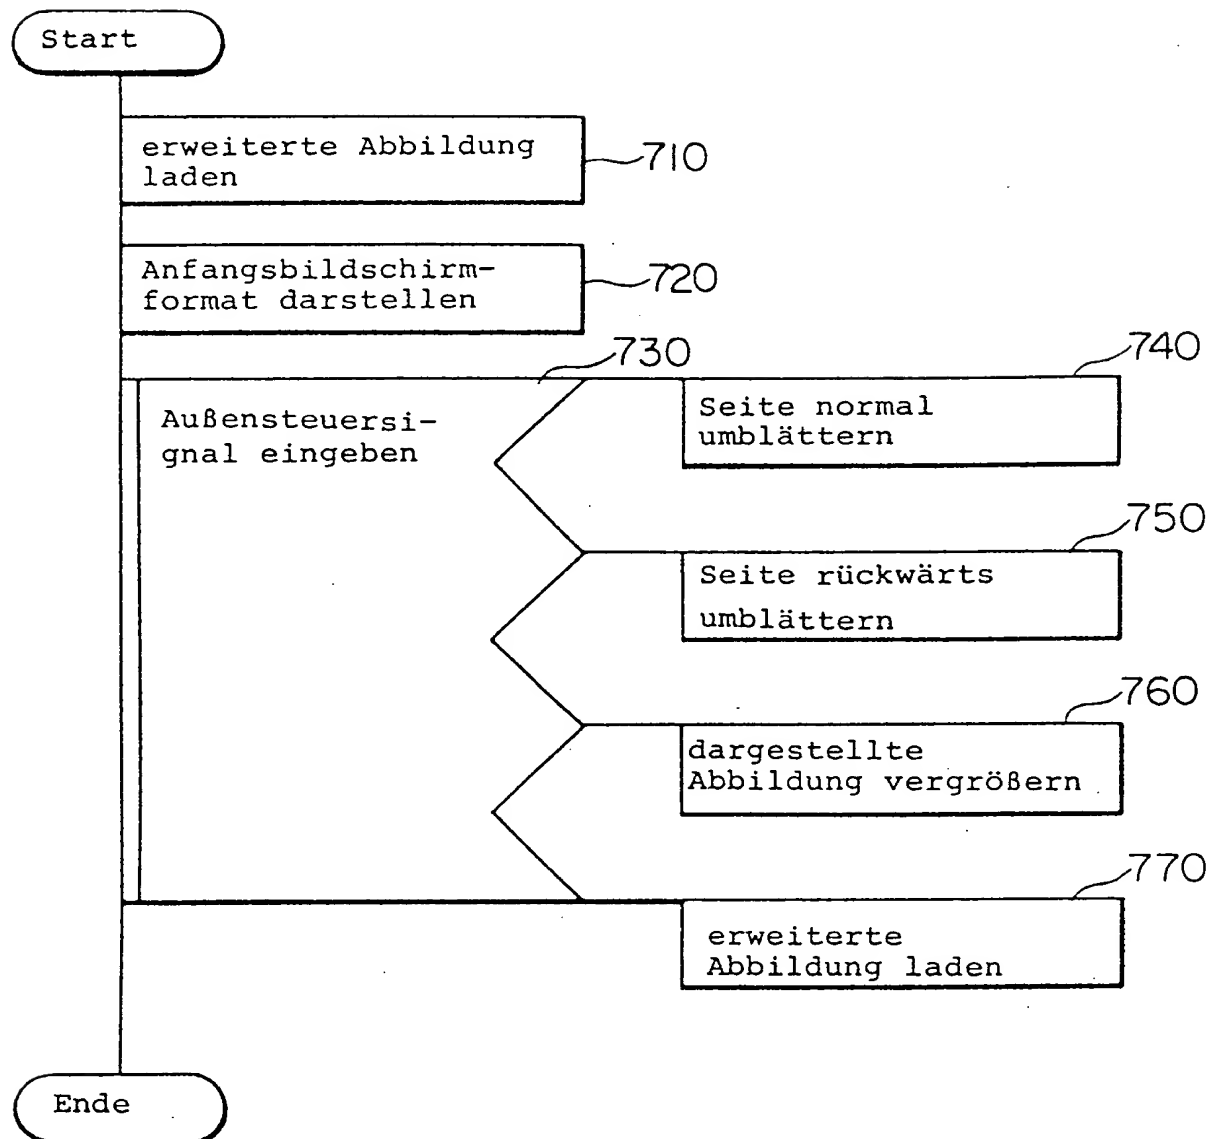 Start
erweiterte Abbildung
laden
710
Anfangsbildschirm-
format darstellen
720
730
Außensteuersi-
gnal eingeben
740
Seite normal
umblättern
750
Seite rückwärts
umblättern
760
dargestellte
Abbildung vergrößern
770
erweiterte
Abbildung laden
Ende